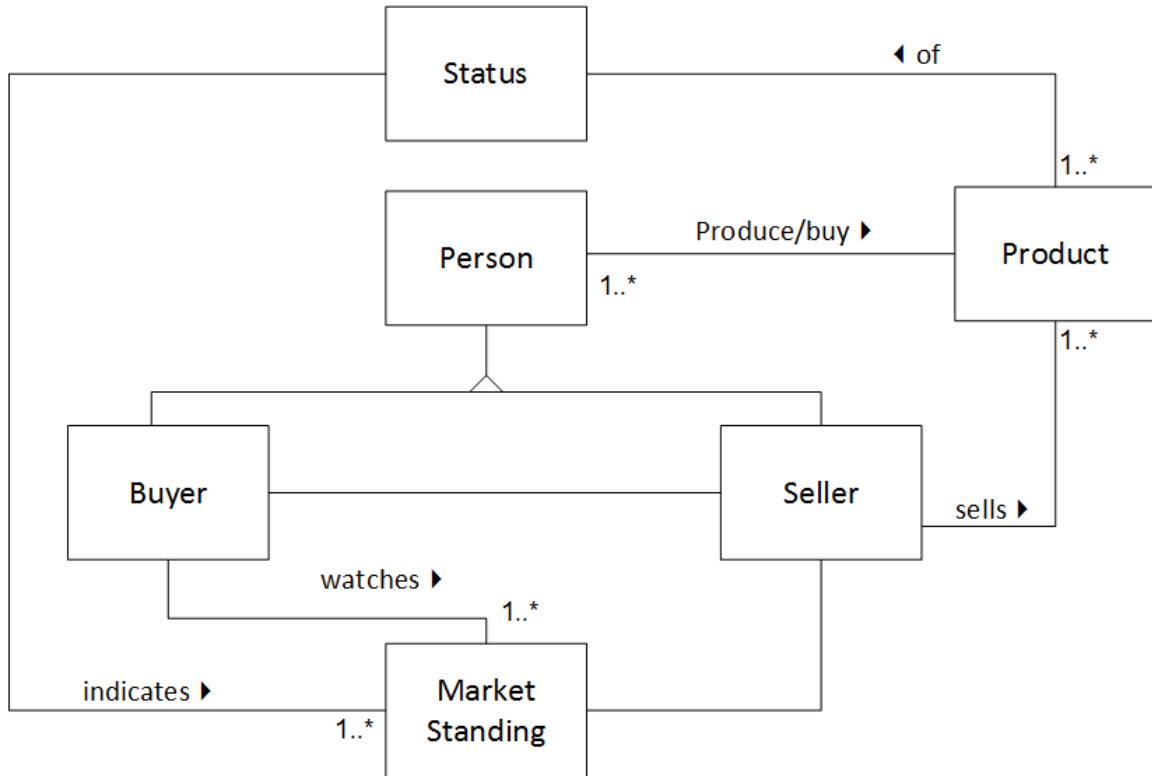 Status
◄ of
1..*
Person
Produce/buy ►
1..*
Product
1..*
Buyer
Seller
sells ►
watches ►
1..*
indicates ►
1..*
Market
Standing